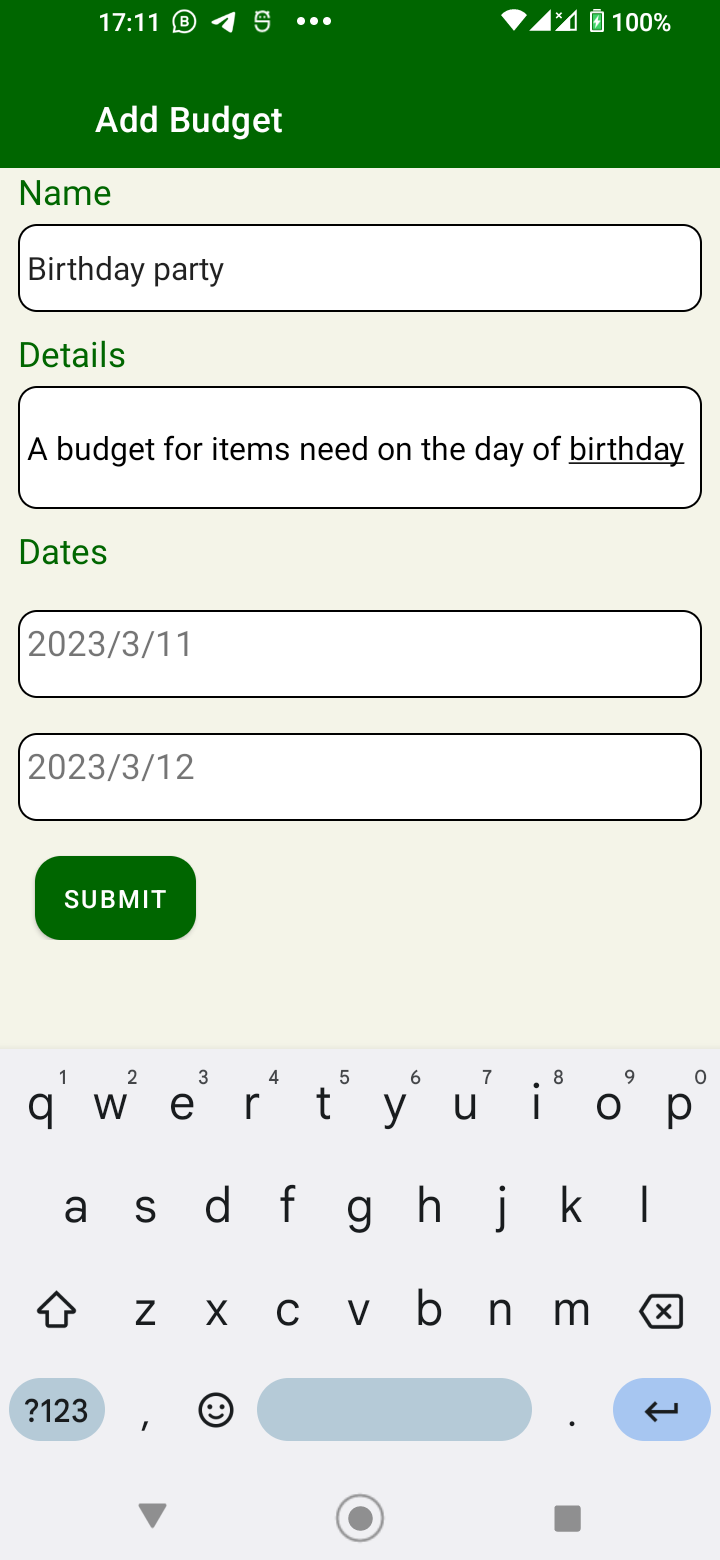 17:11 100%
Add Budget
Name
Birthday party
Details
A budget for items need on the day of birthday
Dates
2023/3/11
2023/3/12
SUBMIT
1 2 3 4 5 6 7 8 9 0
q w e r t y u i o p
a s d f g h j k l
z x c v b n m
?123 , .